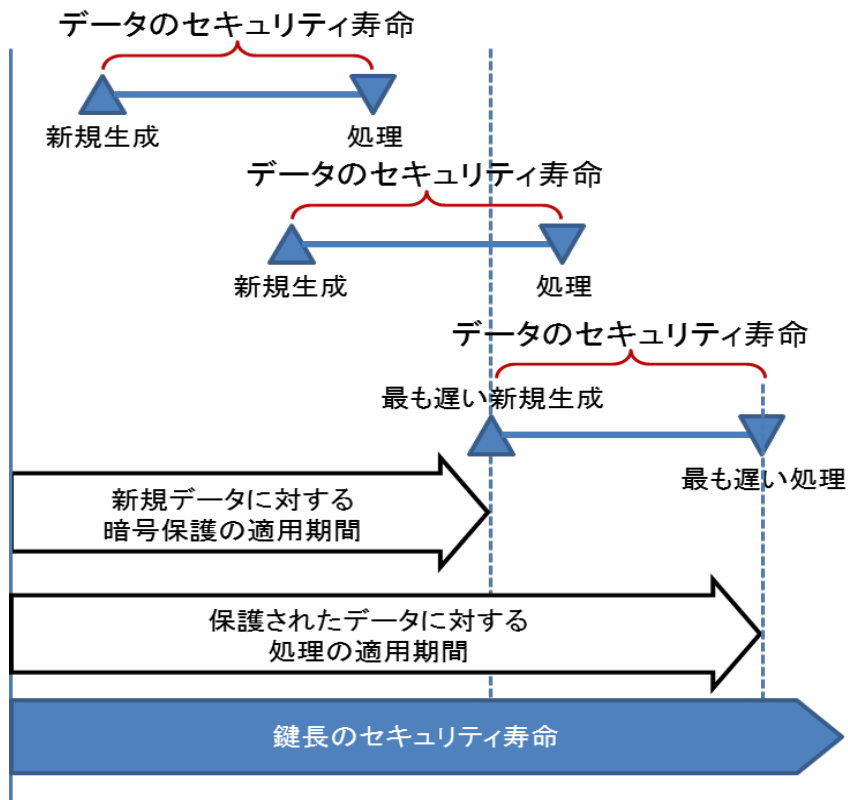 データのセキュリティ寿命
新規生成
処理
データのセキュリティ寿命
新規生成
処理
データのセキュリティ寿命
最も遅い新規生成
最も遅い処理
新規データに対する
暗号保護の適用期間
保護されたデータに対する
処理の適用期間
鍵長のセキュリティ寿命